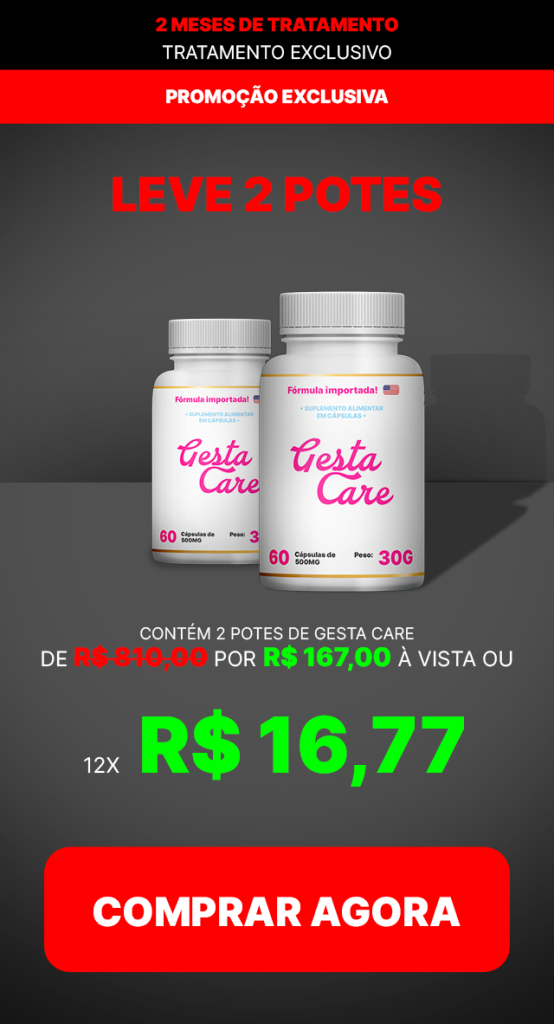 2 MESES DE TRATAMENTO
TRATAMENTO EXCLUSIVO
PROMOÇÃO EXCLUSIVA
LEVE 2 POTES
Fórmula importada!
• SUPLEMENTO ALIMENTAR
EM CÁPSULAS •
Gesta
Care
60 Cápsulas de
500MG
Peso: 3
Fórmula importada!
• SUPLEMENTO ALIMENTAR
EM CÁPSULAS •
Gesta
Care
60 Cápsulas de
500MG
Peso: 30G
CONTÉM 2 POTES DE GESTA CARE
DE R$ 810,00 POR R$ 167,00 À VISTA OU
12X R$ 16,77
COMPRAR AGORA